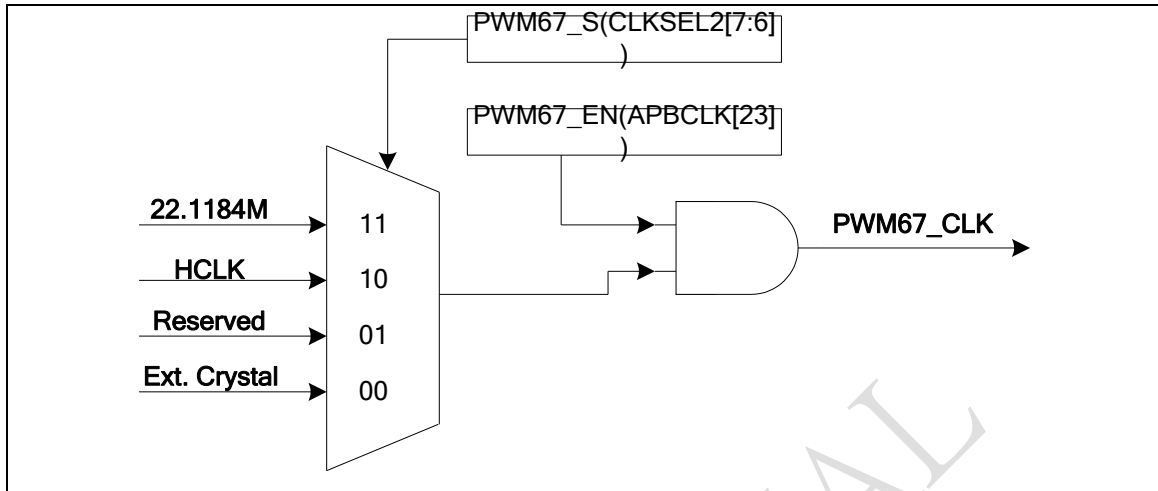 PWM67_S(CLKSEL2[7:6]
)
PWM67_EN(APBCLK[23]
)
22.1184M
11
PWM67_CLK
HCLK
10
Reserved
01
Ext. Crystal
00